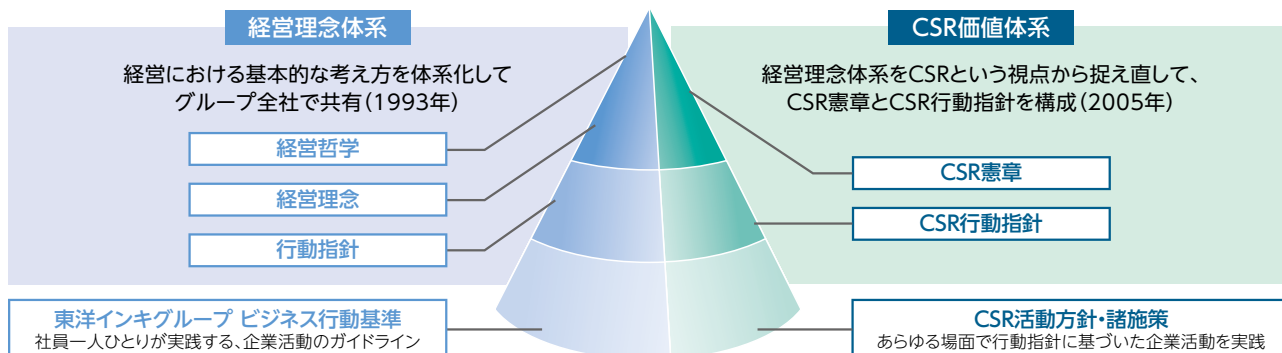 経営理念体系
経営における基本的な考え方を体系化して
グループ全社で共有(1993年)
経営哲学
経営理念
行動指針
東洋インキグループ ビジネス行動基準
社員一人ひとりが実践する、企業活動のガイドライン
CSR価値体系
経営理念体系をCSRという視点から捉え直して、
CSR憲章とCSR行動指針を構成(2005年)
CSR憲章
CSR行動指針
CSR活動方針・諸施策
あらゆる場面で行動指針に基づいた企業活動を実践